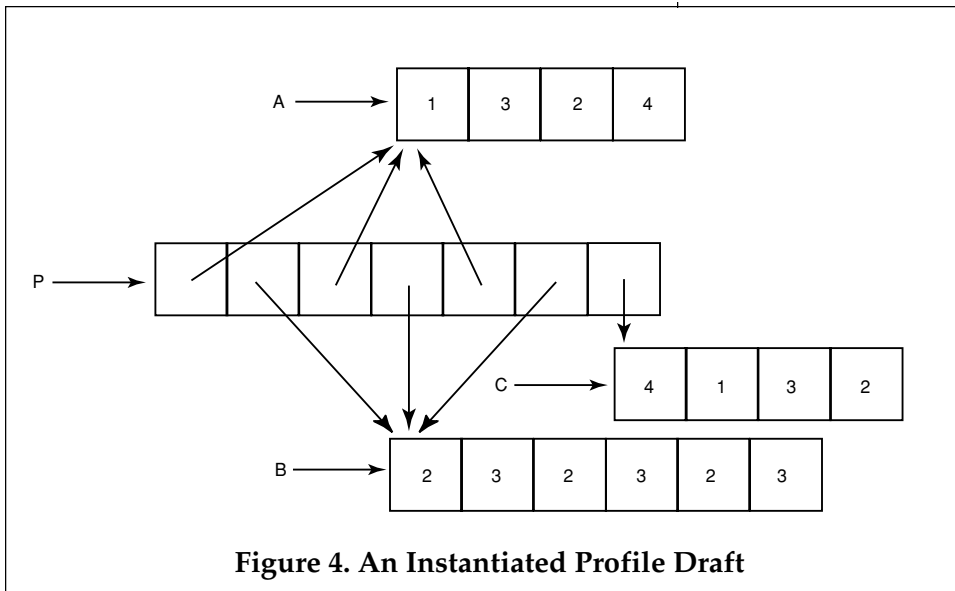 A 1 3 2 4
P
C 4 1 3 2
B 2 3 2 3 2 3
Figure 4. An Instantiated Profile Draft